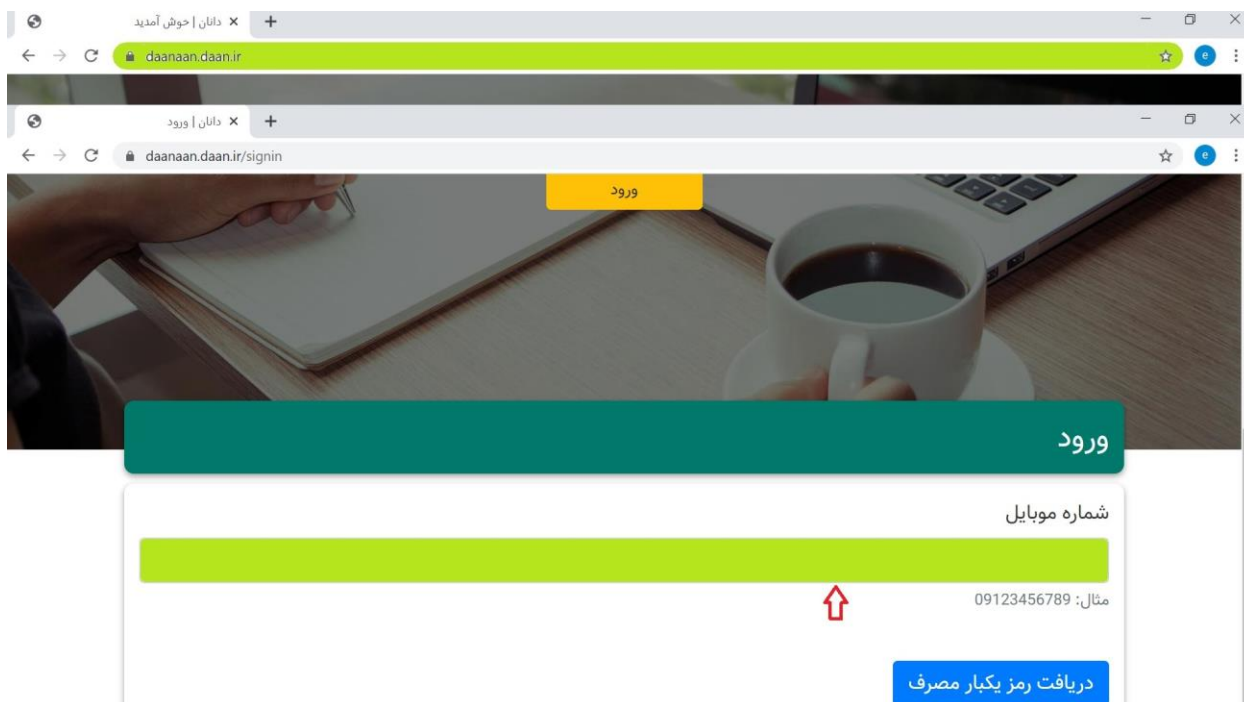 دانان | خوش آمدید
daanaan.daan.ir
e
دانان | ورود
daanaan.daan.ir/signin
e
ورود
ورود
شماره موبایل
مثال: 09123456789
دریافت رمز یکبار مصرف